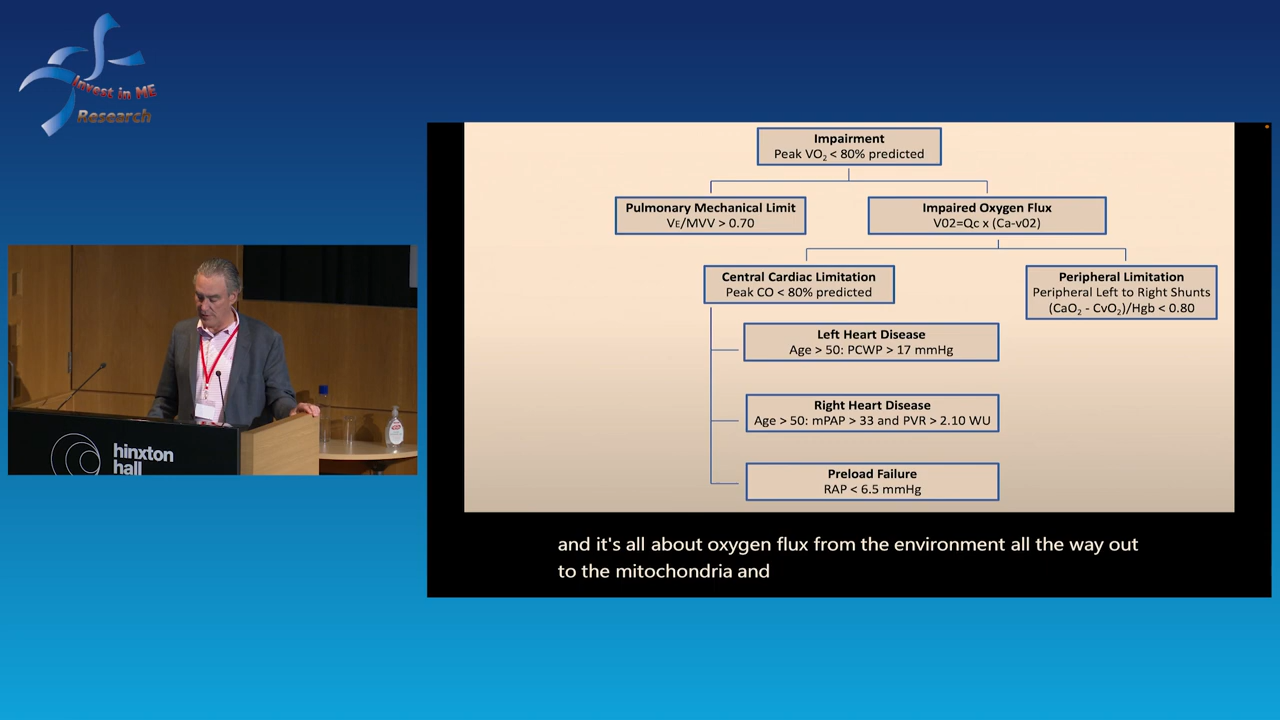 Invest in ME
Research
Impairment
Peak VO₂ < 80% predicted
Pulmonary Mechanical Limit
VE/MVV > 0.70
Impaired Oxygen Flux
V02=Qc x (Ca-v02)
Central Cardiac Limitation
Peak CO < 80% predicted
Peripheral Limitation
Peripheral Left to Right Shunts
(CaO₂ - CvO₂)/Hgb < 0.80
Left Heart Disease
Age > 50: PCWP > 17 mmHg
Right Heart Disease
Age > 50: mPAP > 33 and PVR > 2.10 WU
Preload Failure
RAP < 6.5 mmHg
hinxton
hall
and it's all about oxygen flux from the environment all the way out
to the mitochondria and